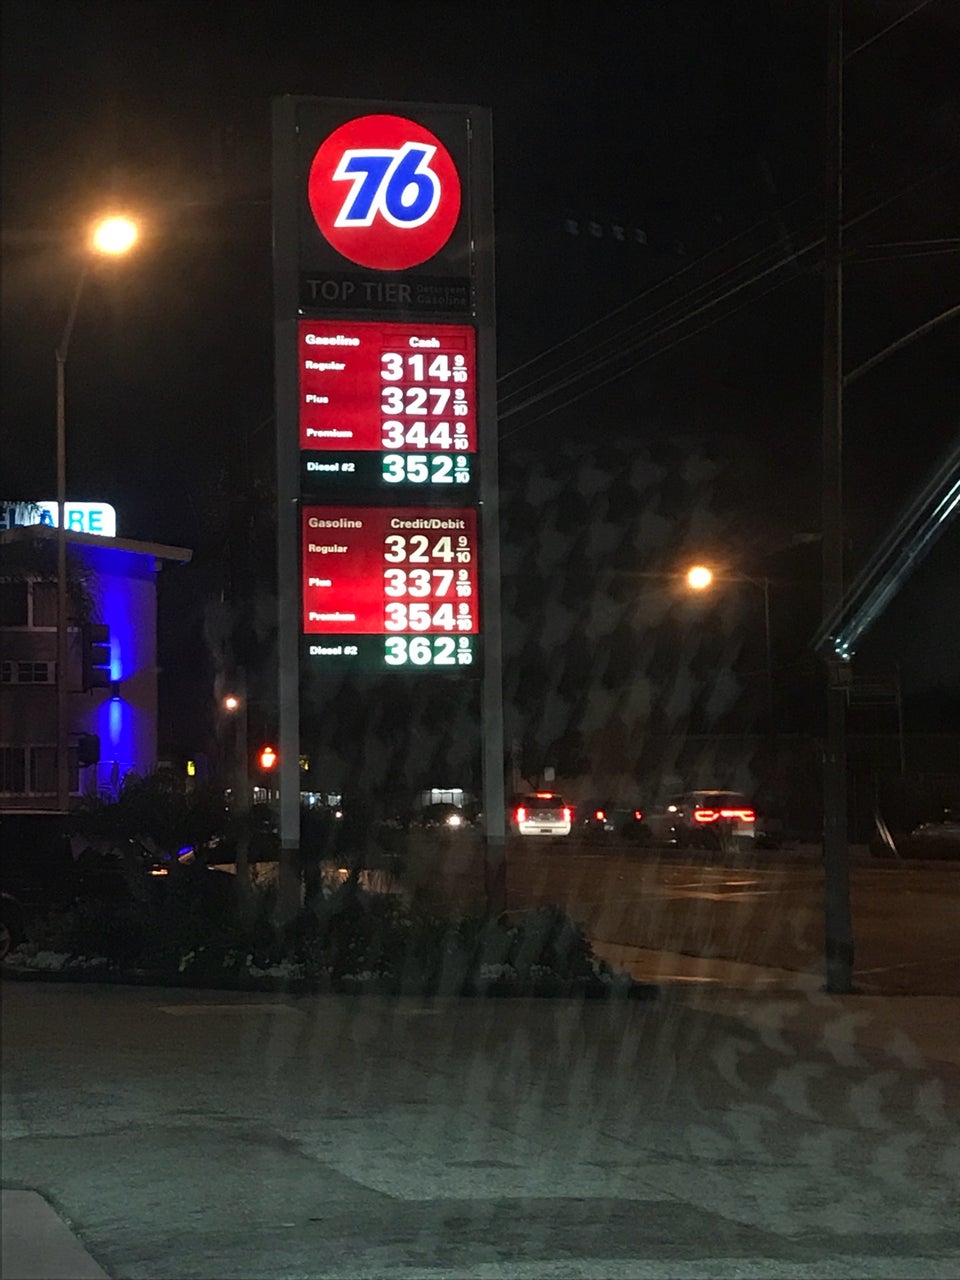 76
TOP TIER Detergent Gasoline
Gasoline Cash
Regular 314 9/10
Plus 327 9/10
Premium 344 9/10
Diesel #2 352 9/10
Gasoline Credit/Debit
Regular 324 9/10
Plus 337 9/10
Premium 354 9/10
Diesel #2 362 9/10